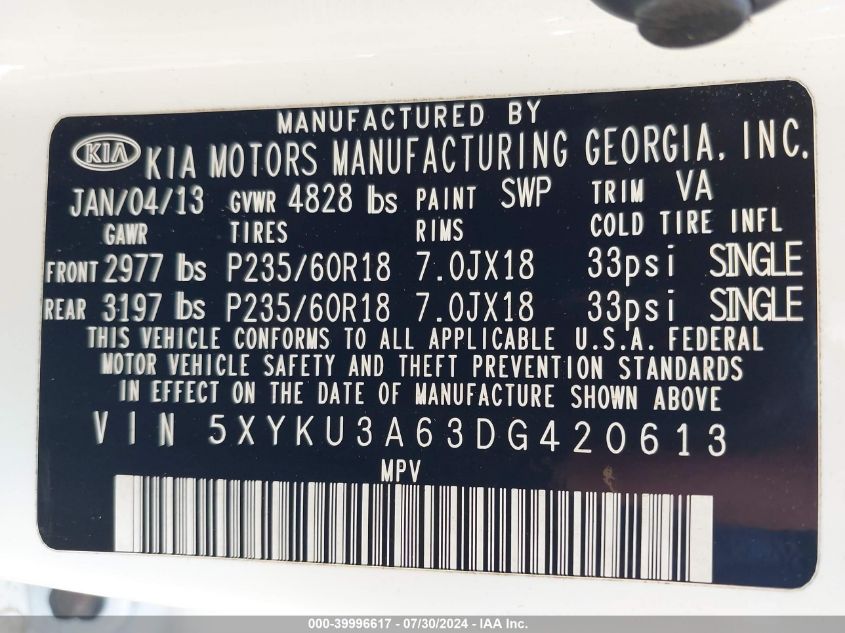 MANUFACTURED BY
KIA KIA MOTORS MANUFACTURING GEORGIA, INC.
JAN/04/13 GVWR 4828 lbs PAINT SWP TRIM VA
GAWR TIRES RIMS COLD TIRE INFL
FRONT 2977 lbs P235/60R18 7.0JX18 33psi SINGLE
REAR 3197 lbs P235/60R18 7.0JX18 33psi SINGLE
THIS VEHICLE CONFORMS TO ALL APPLICABLE U.S.A. FEDERAL
MOTOR VEHICLE SAFETY AND THEFT PREVENTION STANDARDS
IN EFFECT ON THE DATE OF MANUFACTURE SHOWN ABOVE
VIN 5XYKU3A63DG420613
MPV
000-39996617 - 07/30/2024 - IAA Inc.